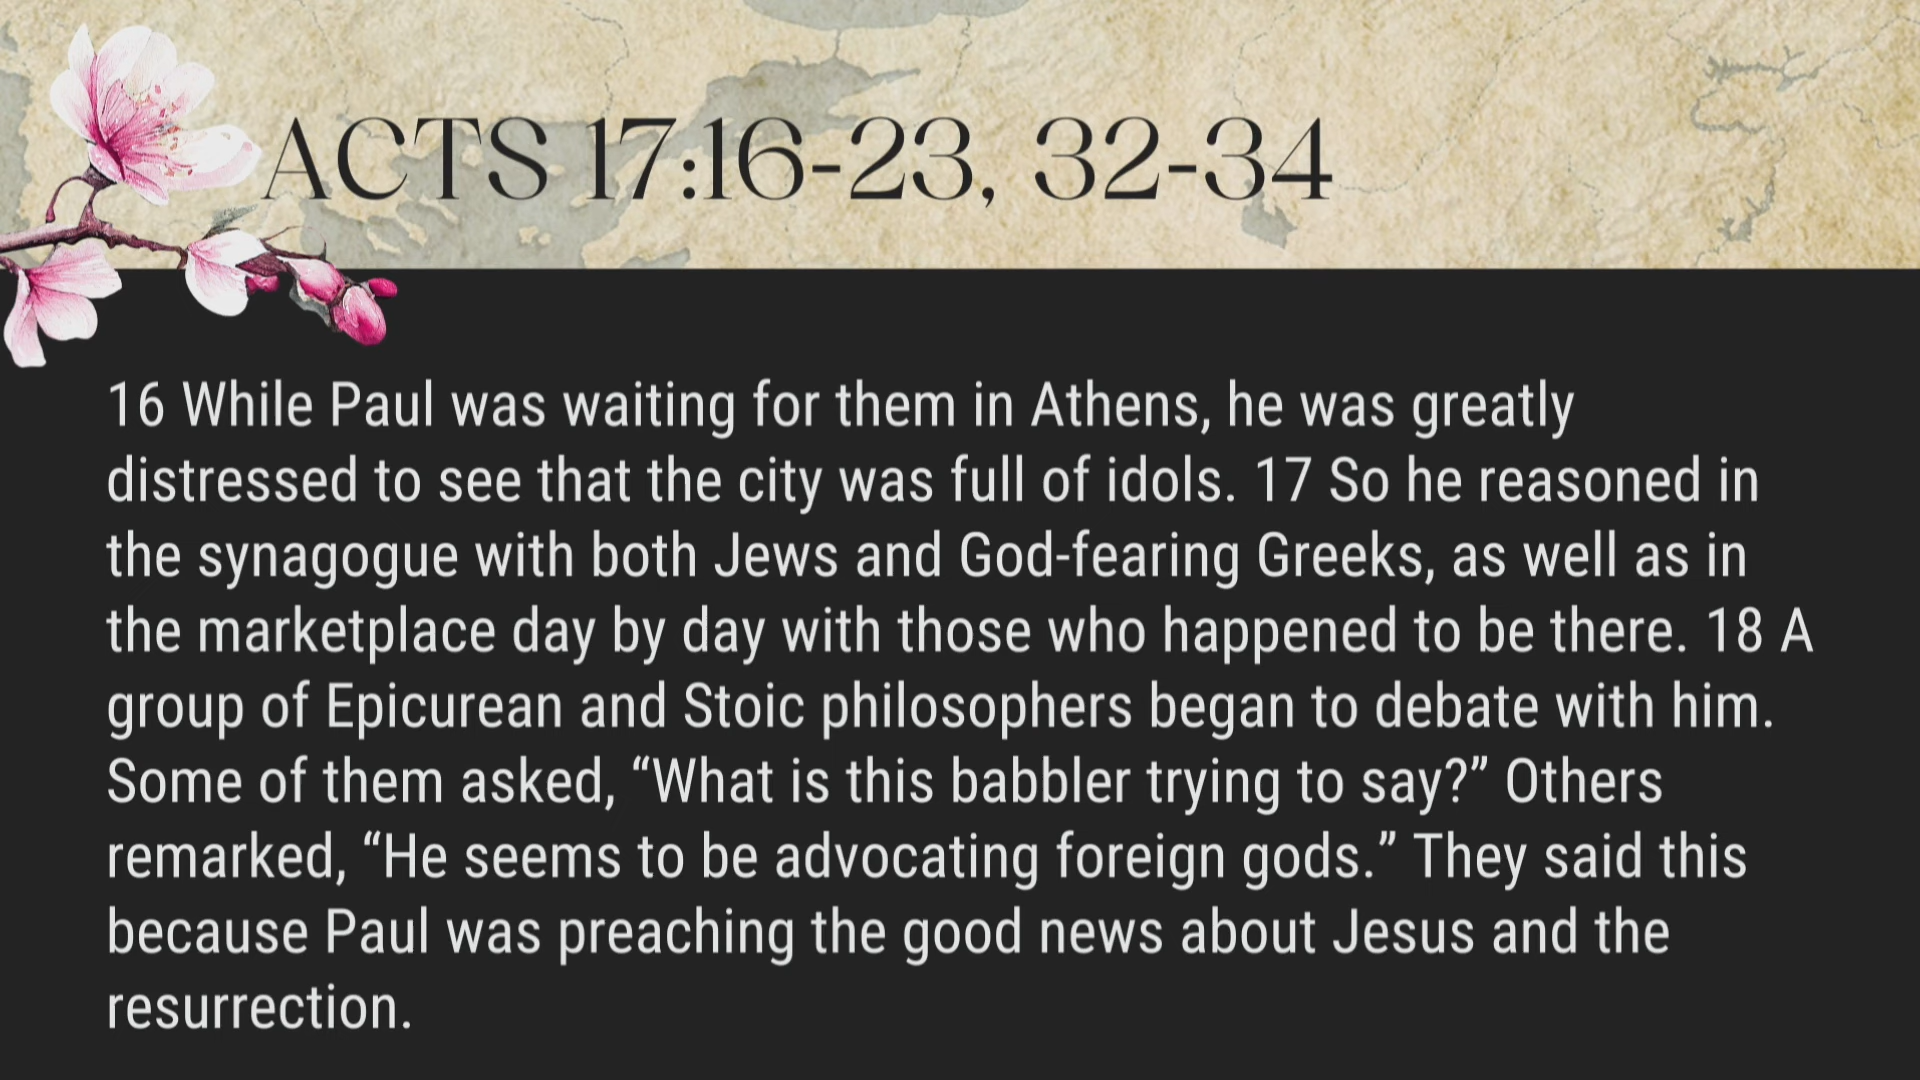 ACTS 17:16-23, 32-34
16 While Paul was waiting for them in Athens, he was greatly
distressed to see that the city was full of idols. 17 So he reasoned in
the synagogue with both Jews and God-fearing Greeks, as well as in
the marketplace day by day with those who happened to be there. 18 A
group of Epicurean and Stoic philosophers began to debate with him.
Some of them asked, “What is this babbler trying to say?” Others
remarked, “He seems to be advocating foreign gods.” They said this
because Paul was preaching the good news about Jesus and the
resurrection.